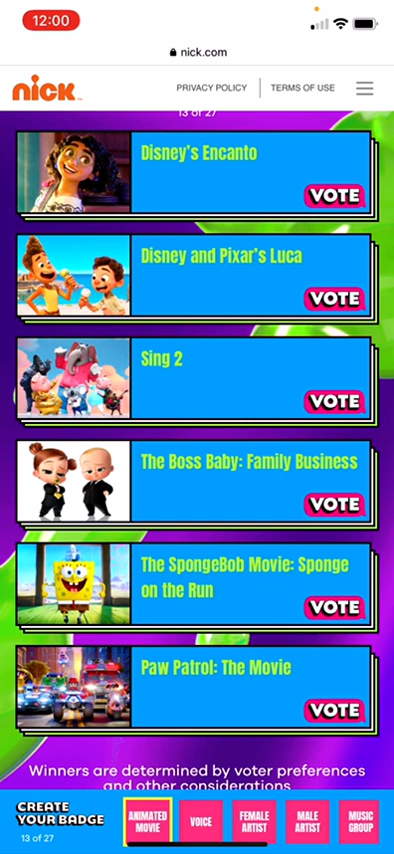 12:00
nick.com
nick
PRIVACY POLICY
TERMS OF USE
13 of 27
Disney's Encanto
VOTE
Disney and Pixar's Luca
VOTE
Sing 2
VOTE
The Boss Baby: Family Business
VOTE
The SpongeBob Movie: Sponge
on the Run
VOTE
Paw Patrol: The Movie
VOTE
Winners are determined by voter preferences
and other considerations
CREATE
YOUR BADGE
13 of 27
ANIMATED
MOVIE
VOICE
FEMALE
ARTIST
MALE
ARTIST
MUSIC
GROUP